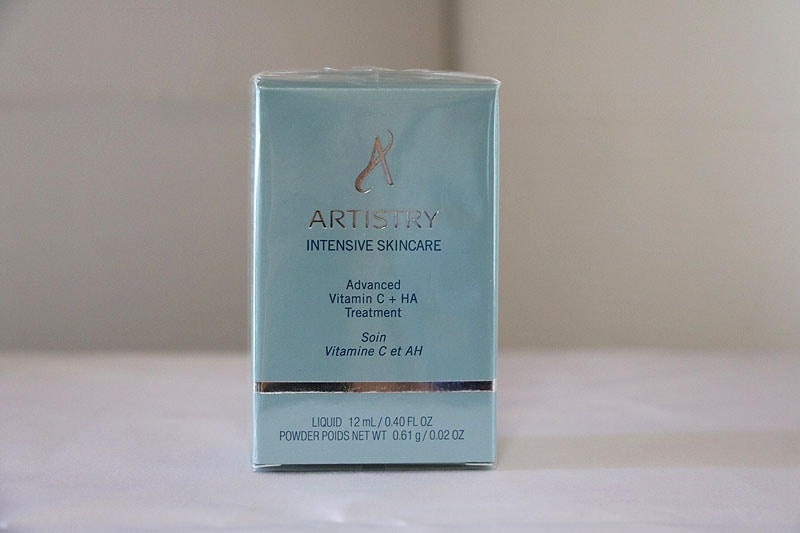 ARTISTRY
INTENSIVE SKINCARE
Advanced
Vitamin C + HA
Treatment
Soin
Vitamine C et AH
LIQUID 12 mL / 0.40 FL OZ
POWDER POIDS NET WT 0.61 g / 0.02 OZ